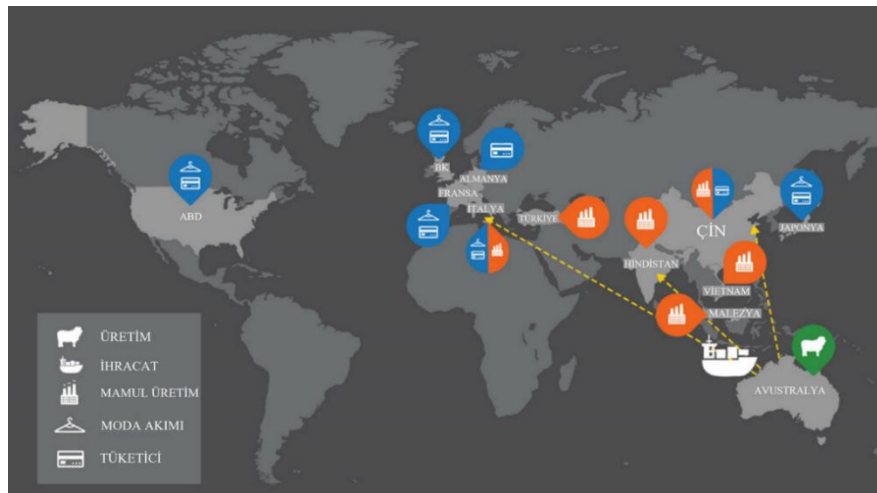 BK
ALMANYA
FRANSA
ABD
İTALYA
TÜRKİYE
ÇİN
JAPONYA
HİNDİSTAN
VİETNAM
MALEZYA
AVUSTRALYA
ÜRETİM
İHRACAT
MAMUL ÜRETİM
MODA AKIMI
TÜKETİCİ